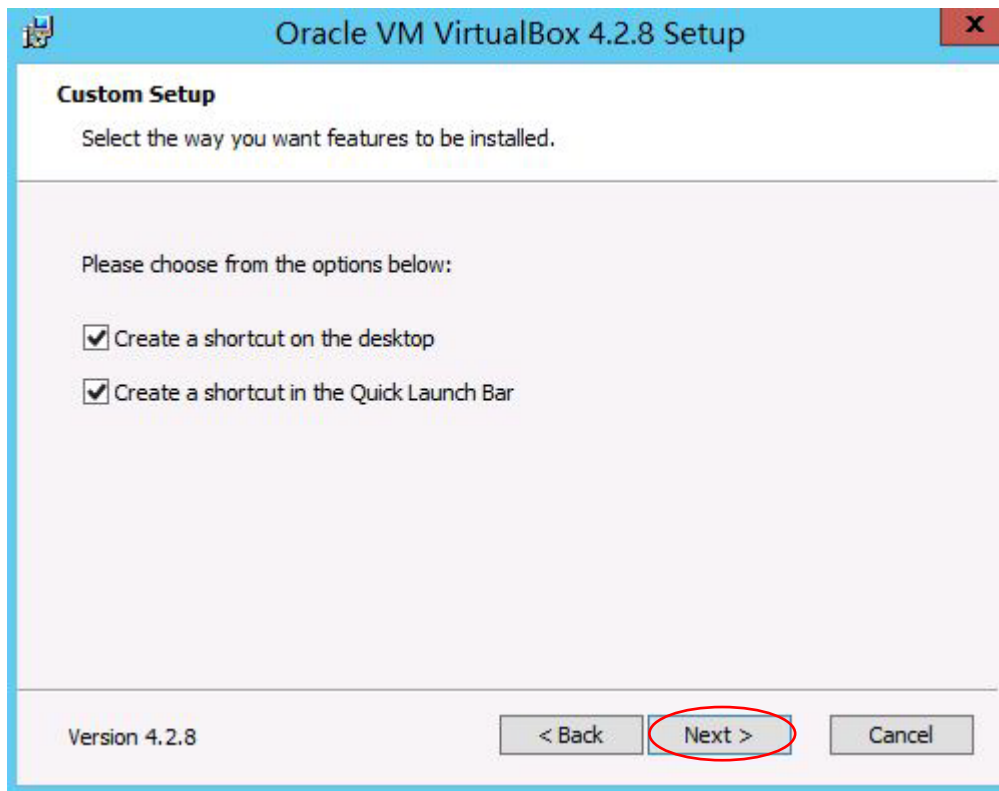 Oracle VM VirtualBox 4.2.8 Setup
X
Custom Setup
Select the way you want features to be installed.
Please choose from the options below:
Create a shortcut on the desktop
Create a shortcut in the Quick Launch Bar
Version 4.2.8
< Back
Next >
Cancel